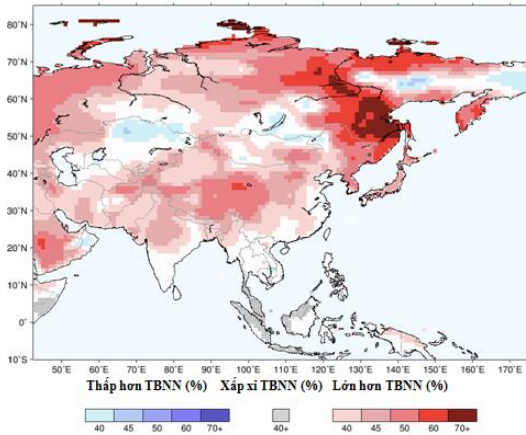 80°N
70°N
60°N
50°N
40°N
30°N
20°N
10°N
0°
10°S
50°E 60°E 70°E 80°E 90°E 100°E 110°E 120°E 130°E 140°E 150°E 160°E 170°E
Thấp hơn TBNN (%) Xấp xỉ TBNN (%) Lớn hơn TBNN (%)
40 45 50 60 70+ 40+ 40 45 50 60 70+